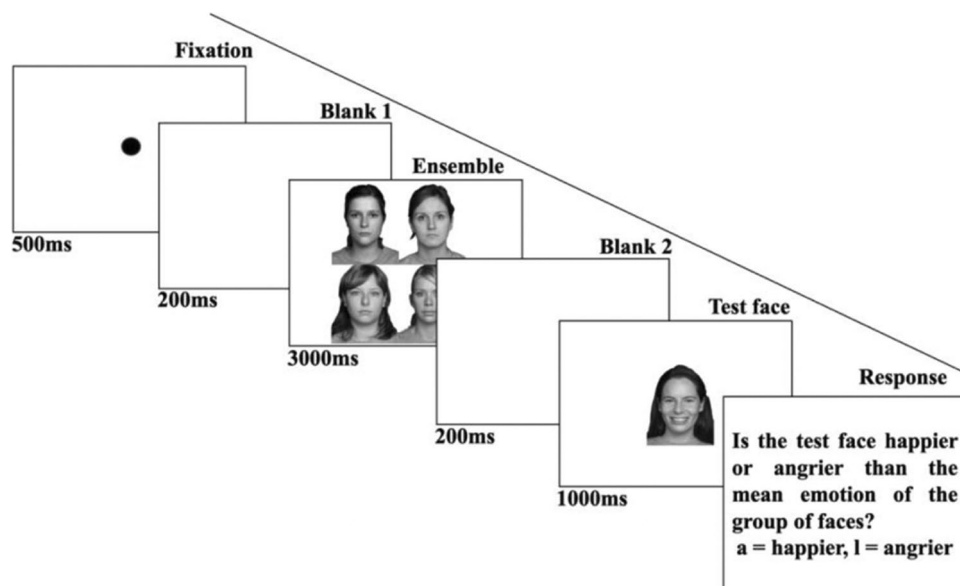 Fixation
500ms
Blank 1
200ms
Ensemble
3000ms
Blank 2
200ms
Test face
1000ms
Response
Is the test face happier
or angrier than the
mean emotion of the
group of faces?
a = happier, l = angrier